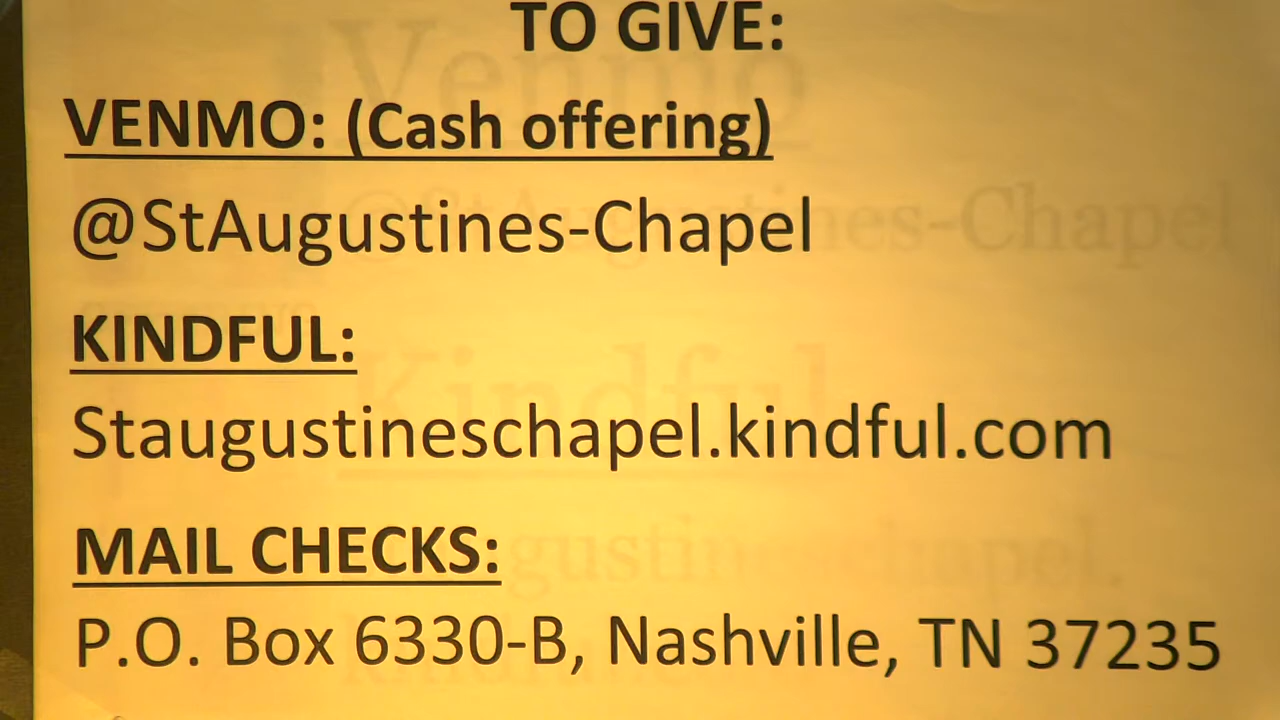 TO GIVE:
VENMO: (Cash offering)
@StAugustines-Chapel
KINDFUL:
Staugustineschapel.kindful.com
MAIL CHECKS:
P.O. Box 6330-B, Nashville, TN 37235